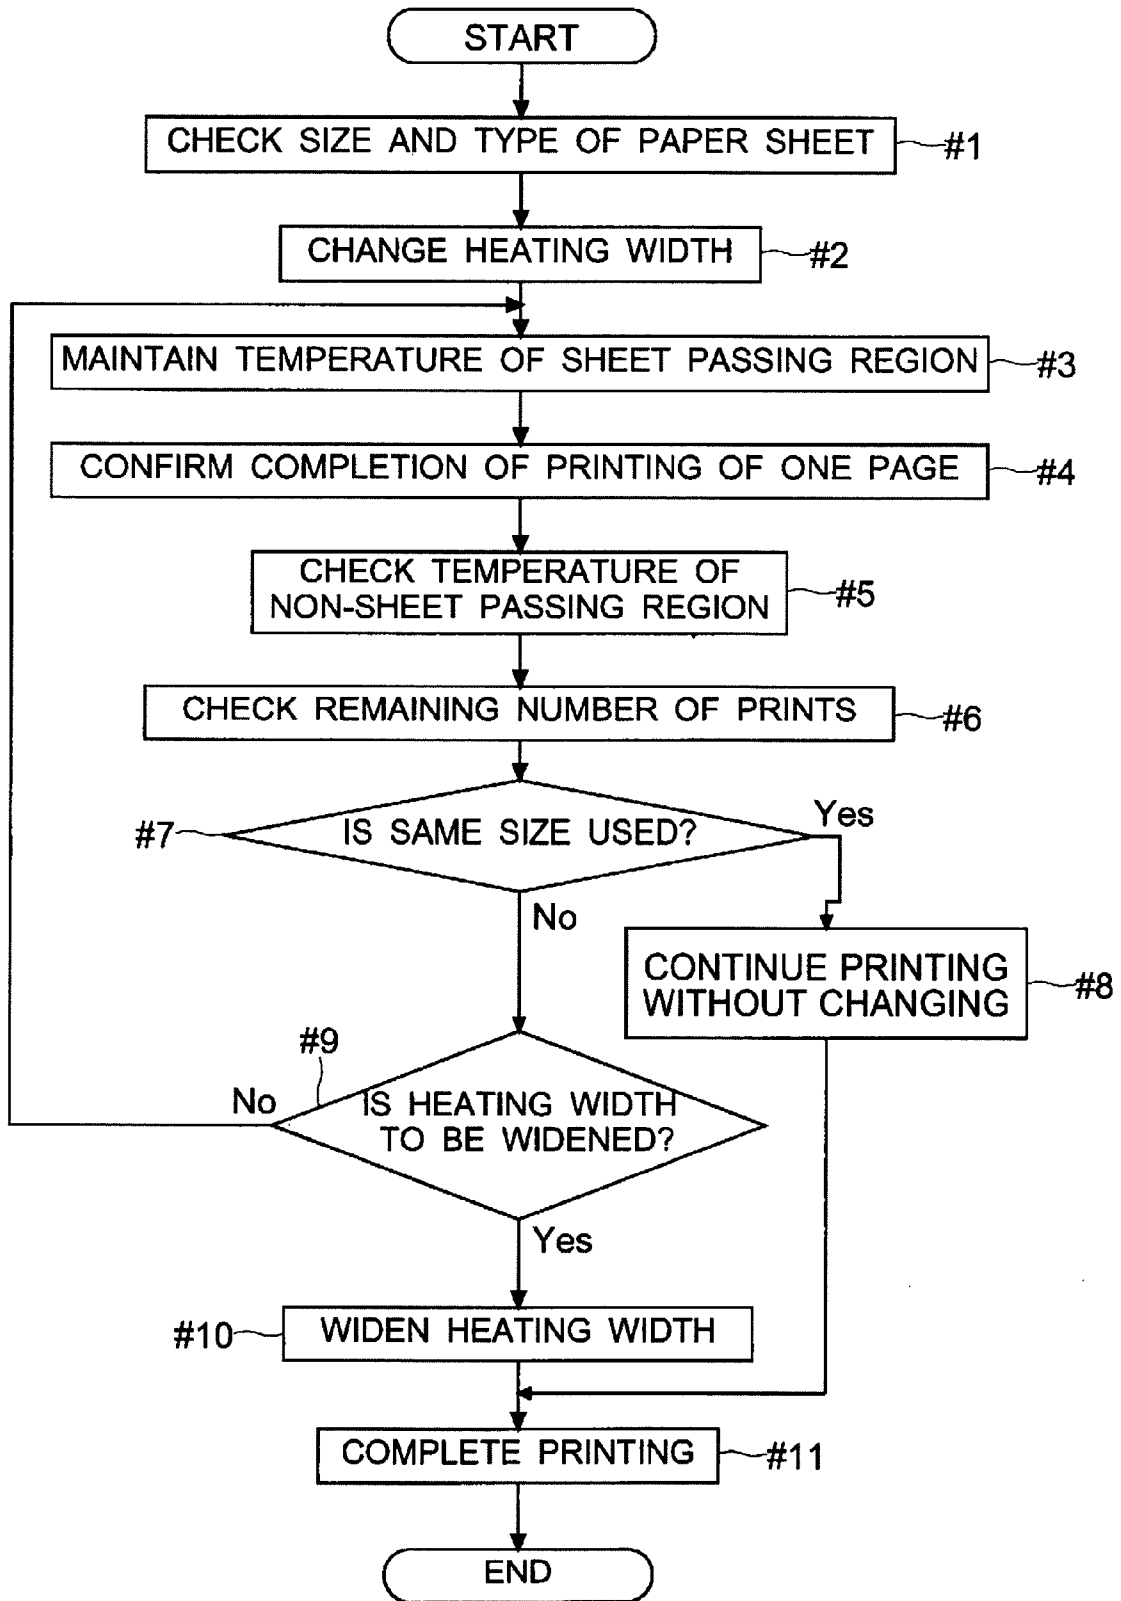 START
CHECK SIZE AND TYPE OF PAPER SHEET
#1
CHANGE HEATING WIDTH
#2
MAINTAIN TEMPERATURE OF SHEET PASSING REGION
#3
CONFIRM COMPLETION OF PRINTING OF ONE PAGE
#4
CHECK TEMPERATURE OF
NON-SHEET PASSING REGION
#5
CHECK REMAINING NUMBER OF PRINTS
#6
#7
IS SAME SIZE USED?
Yes
No
CONTINUE PRINTING
WITHOUT CHANGING
#8
#9
No
IS HEATING WIDTH
TO BE WIDENED?
Yes
#10
WIDEN HEATING WIDTH
COMPLETE PRINTING
#11
END